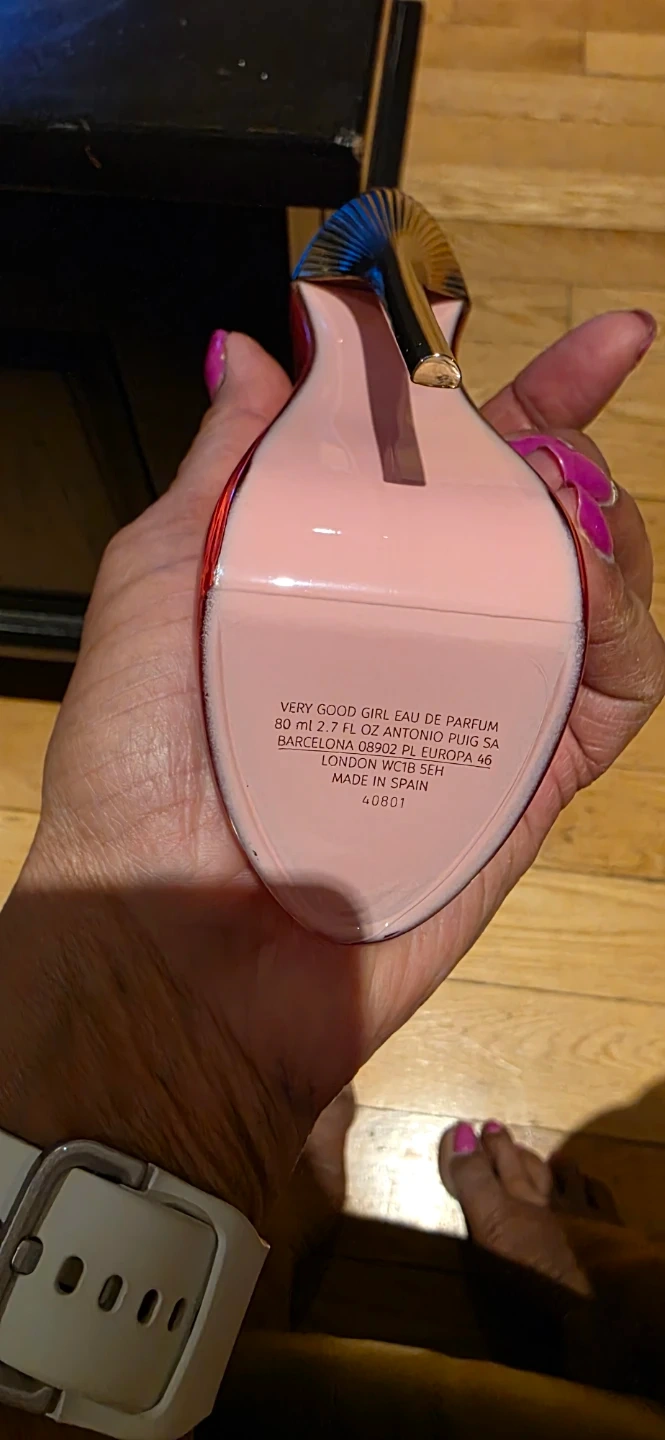 VERY GOOD GIRL EAU DE PARFUM
80 ml 2.7 FL OZ ANTONIO PUIG SA
BARCELONA 08902 PL EUROPA 46
LONDON WC1B 5EH
MADE IN SPAIN
40801